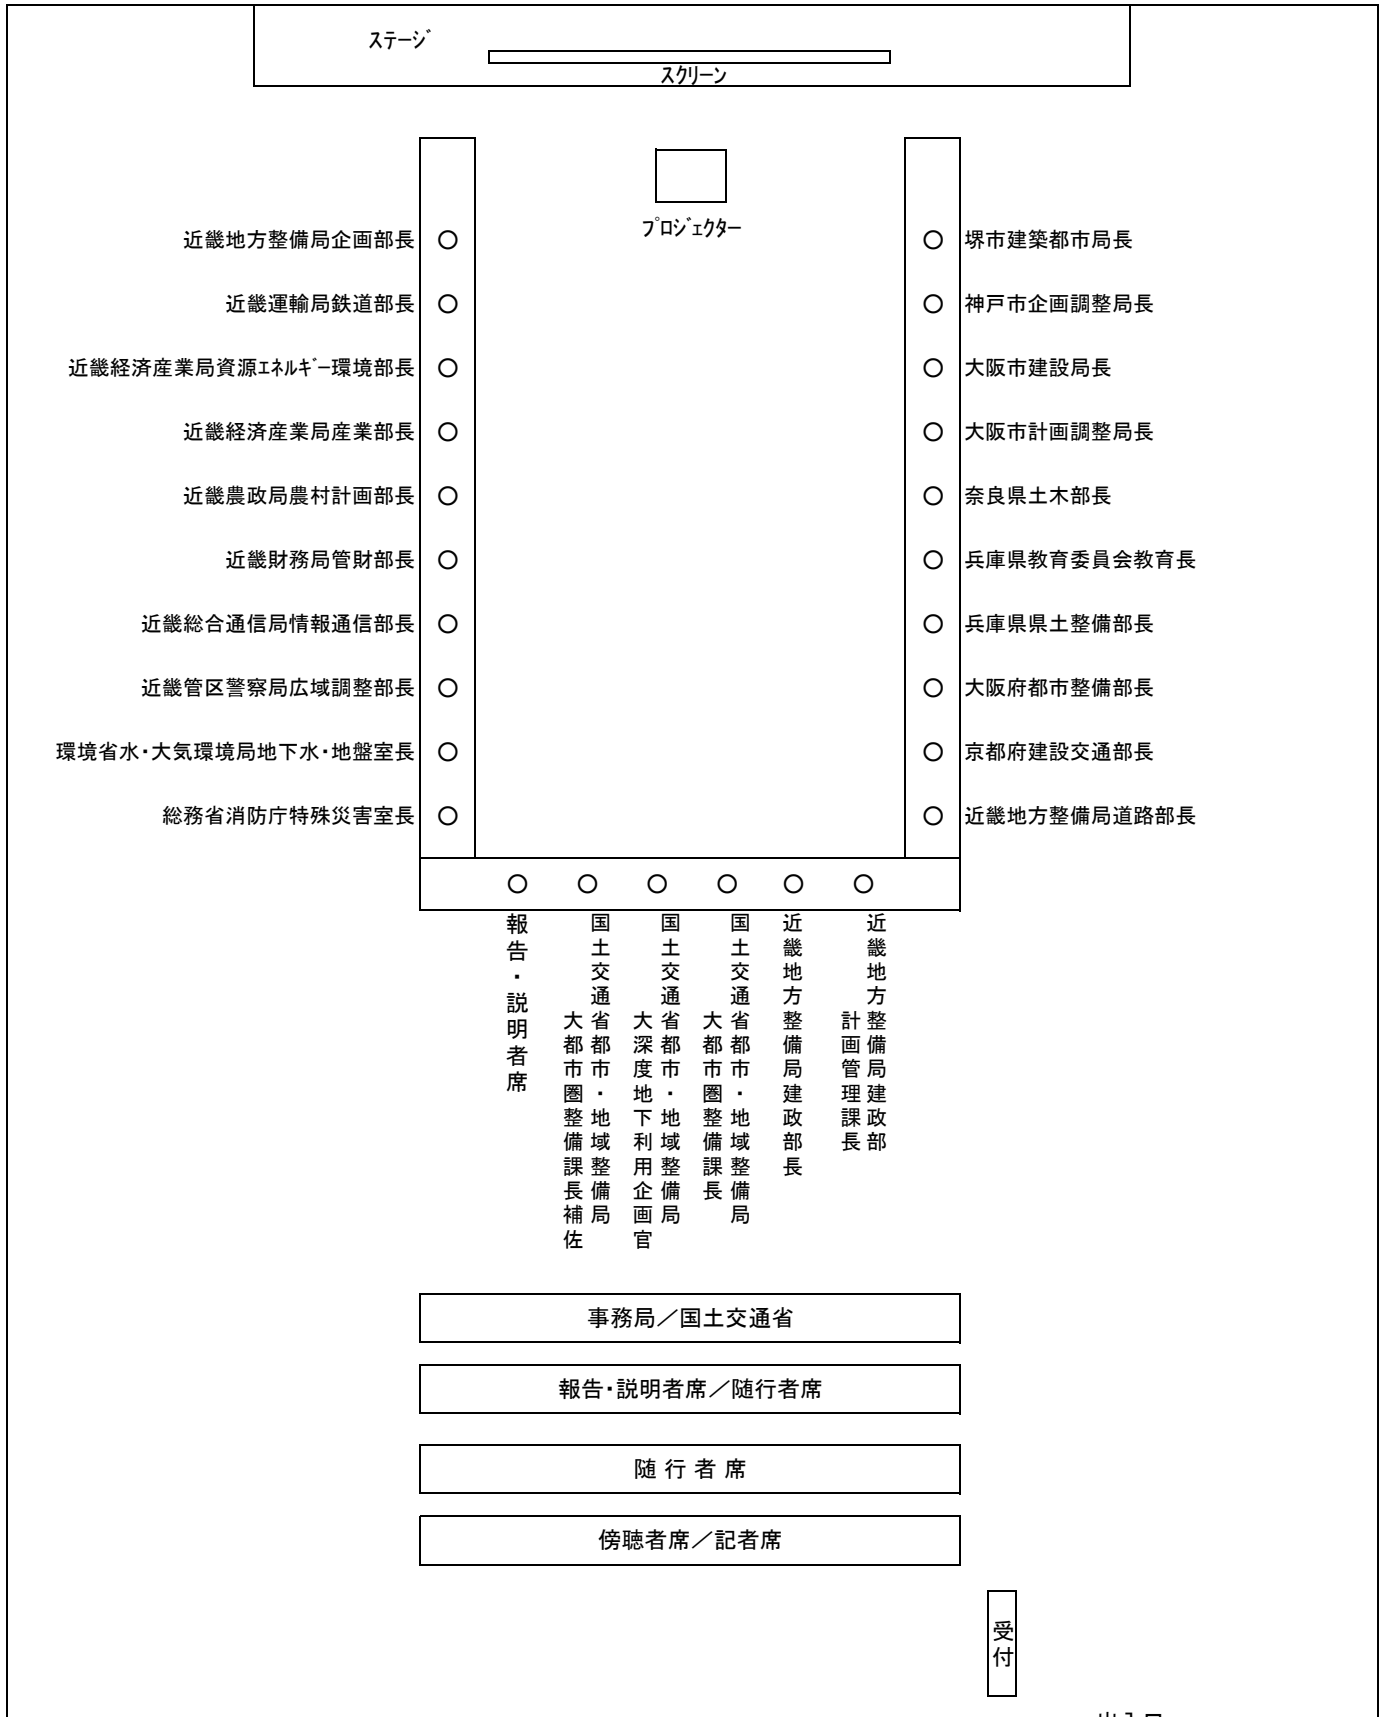 ステージ
スクリーン
プロジェクター
近畿地方整備局企画部長
近畿運輸局鉄道部長
近畿経済産業局資源エネルギー環境部長
近畿経済産業局産業部長
近畿農政局農村計画部長
近畿財務局管財部長
近畿総合通信局情報通信部長
近畿管区警察局広域調整部長
環境省水・大気環境局地下水・地盤室長
総務省消防庁特殊災害室長
堺市建築都市局長
神戸市企画調整局長
大阪市建設局長
大阪市計画調整局長
奈良県土木部長
兵庫県教育委員会教育長
兵庫県県土整備部長
大阪府都市整備部長
京都府建設交通部長
近畿地方整備局道路部長
報告・説明者席
国土交通省都市・地域整備局
大都市圏整備課長補佐
国土交通省都市・地域整備局
大深度地下利用企画官
国土交通省都市・地域整備局
大都市圏整備課長
近畿地方整備局建政部長
近畿地方整備局建政部
計画管理課長
事務局／国土交通省
報告・説明者席／随行者席
随行者席
傍聴者席／記者席
受付